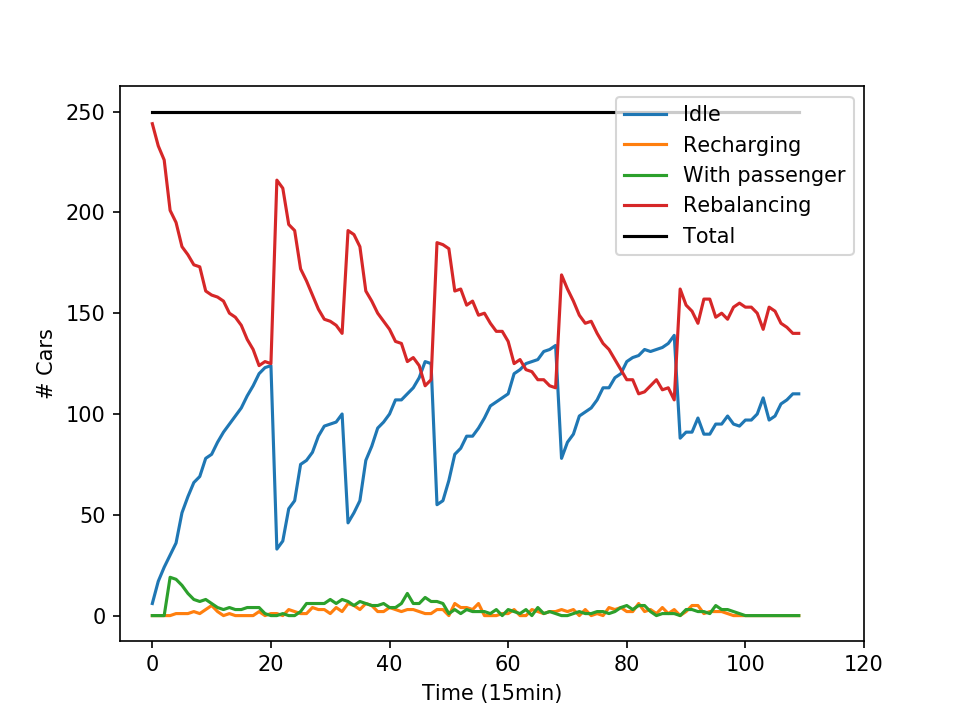 250
200
150
100
50
0
# Cars
Idle
Recharging
With passenger
Rebalancing
Total
0 20 40 60 80 100 120
Time (15min)